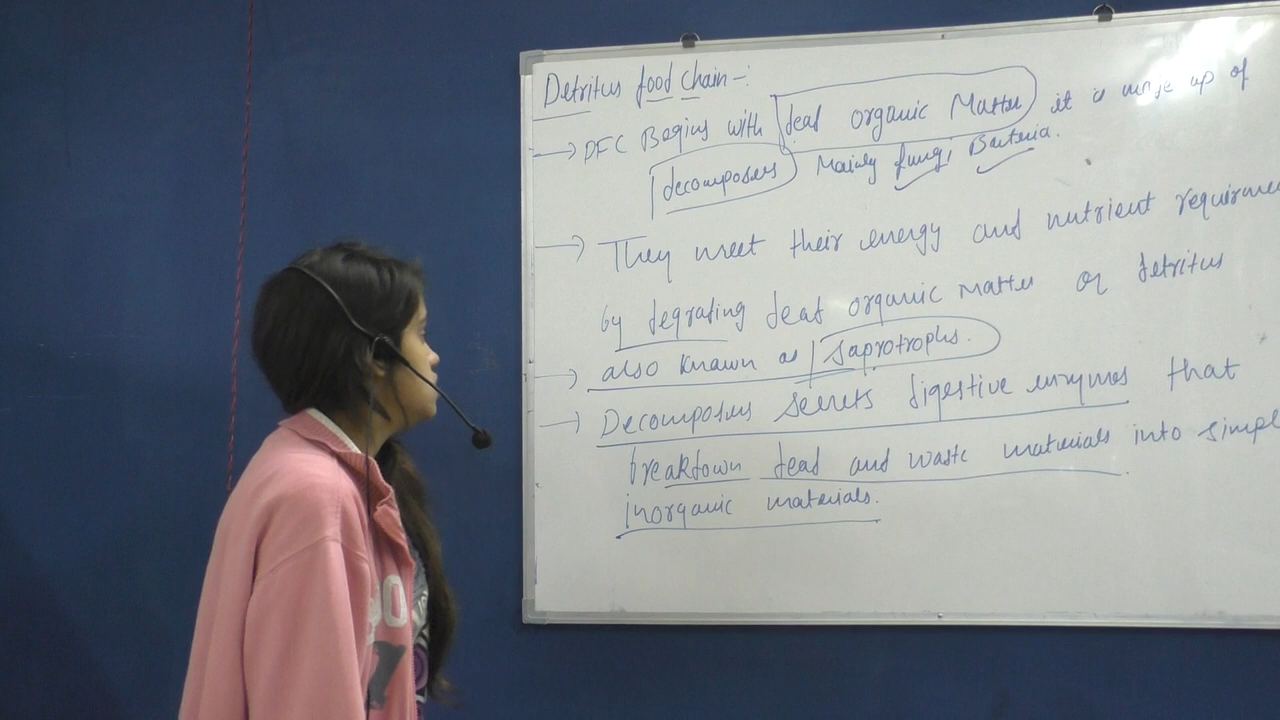 Detritus food chain -:
→ DFC Begins with dead organic Matter it is made up of
decomposers Mainly fungi, Bacteria.
→ They meet their energy and nutrient requirme
by degrading dead organic matter or detritus
→ also known as saprotrophs.
→ Decomposers secrets digestive enzymes that
breakdown dead and waste materials into simple
inorganic materials.